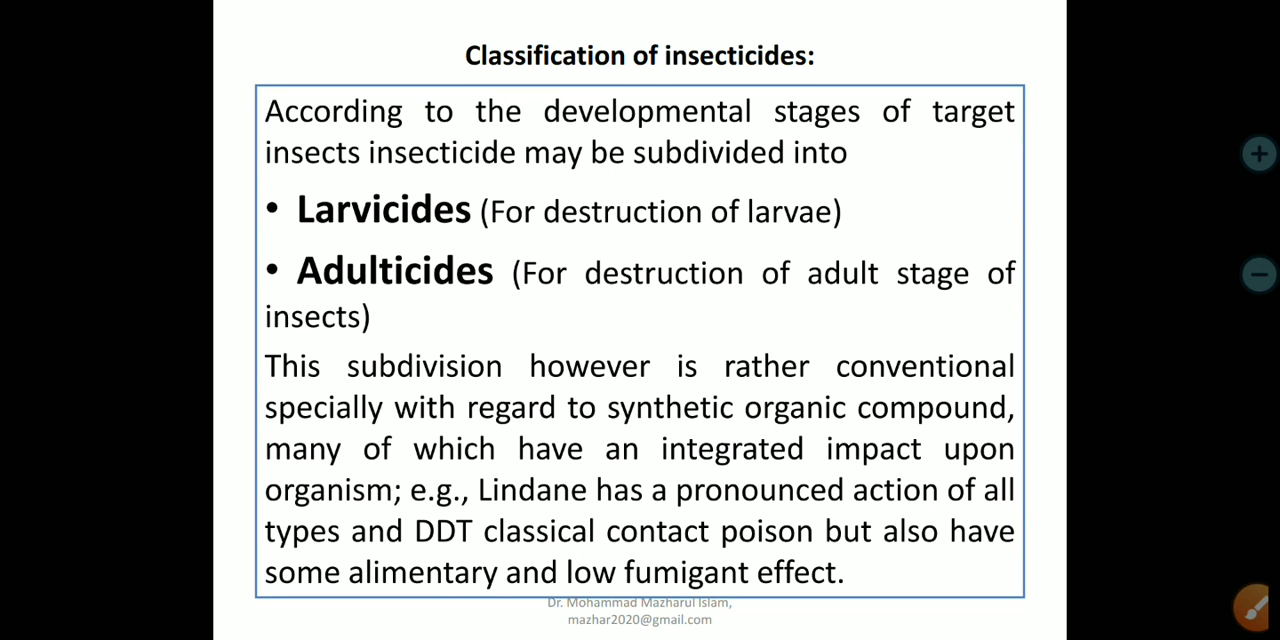 Classification of insecticides:
According to the developmental stages of target
insects insecticide may be subdivided into
• Larvicides (For destruction of larvae)
• Adulticides (For destruction of adult stage of
insects)
This subdivision however is rather conventional
specially with regard to synthetic organic compound,
many of which have an integrated impact upon
organism; e.g., Lindane has a pronounced action of all
types and DDT classical contact poison but also have
some alimentary and low fumigant effect.
Dr. Mohammad Mazharul Islam,
mazhar2020@gmail.com